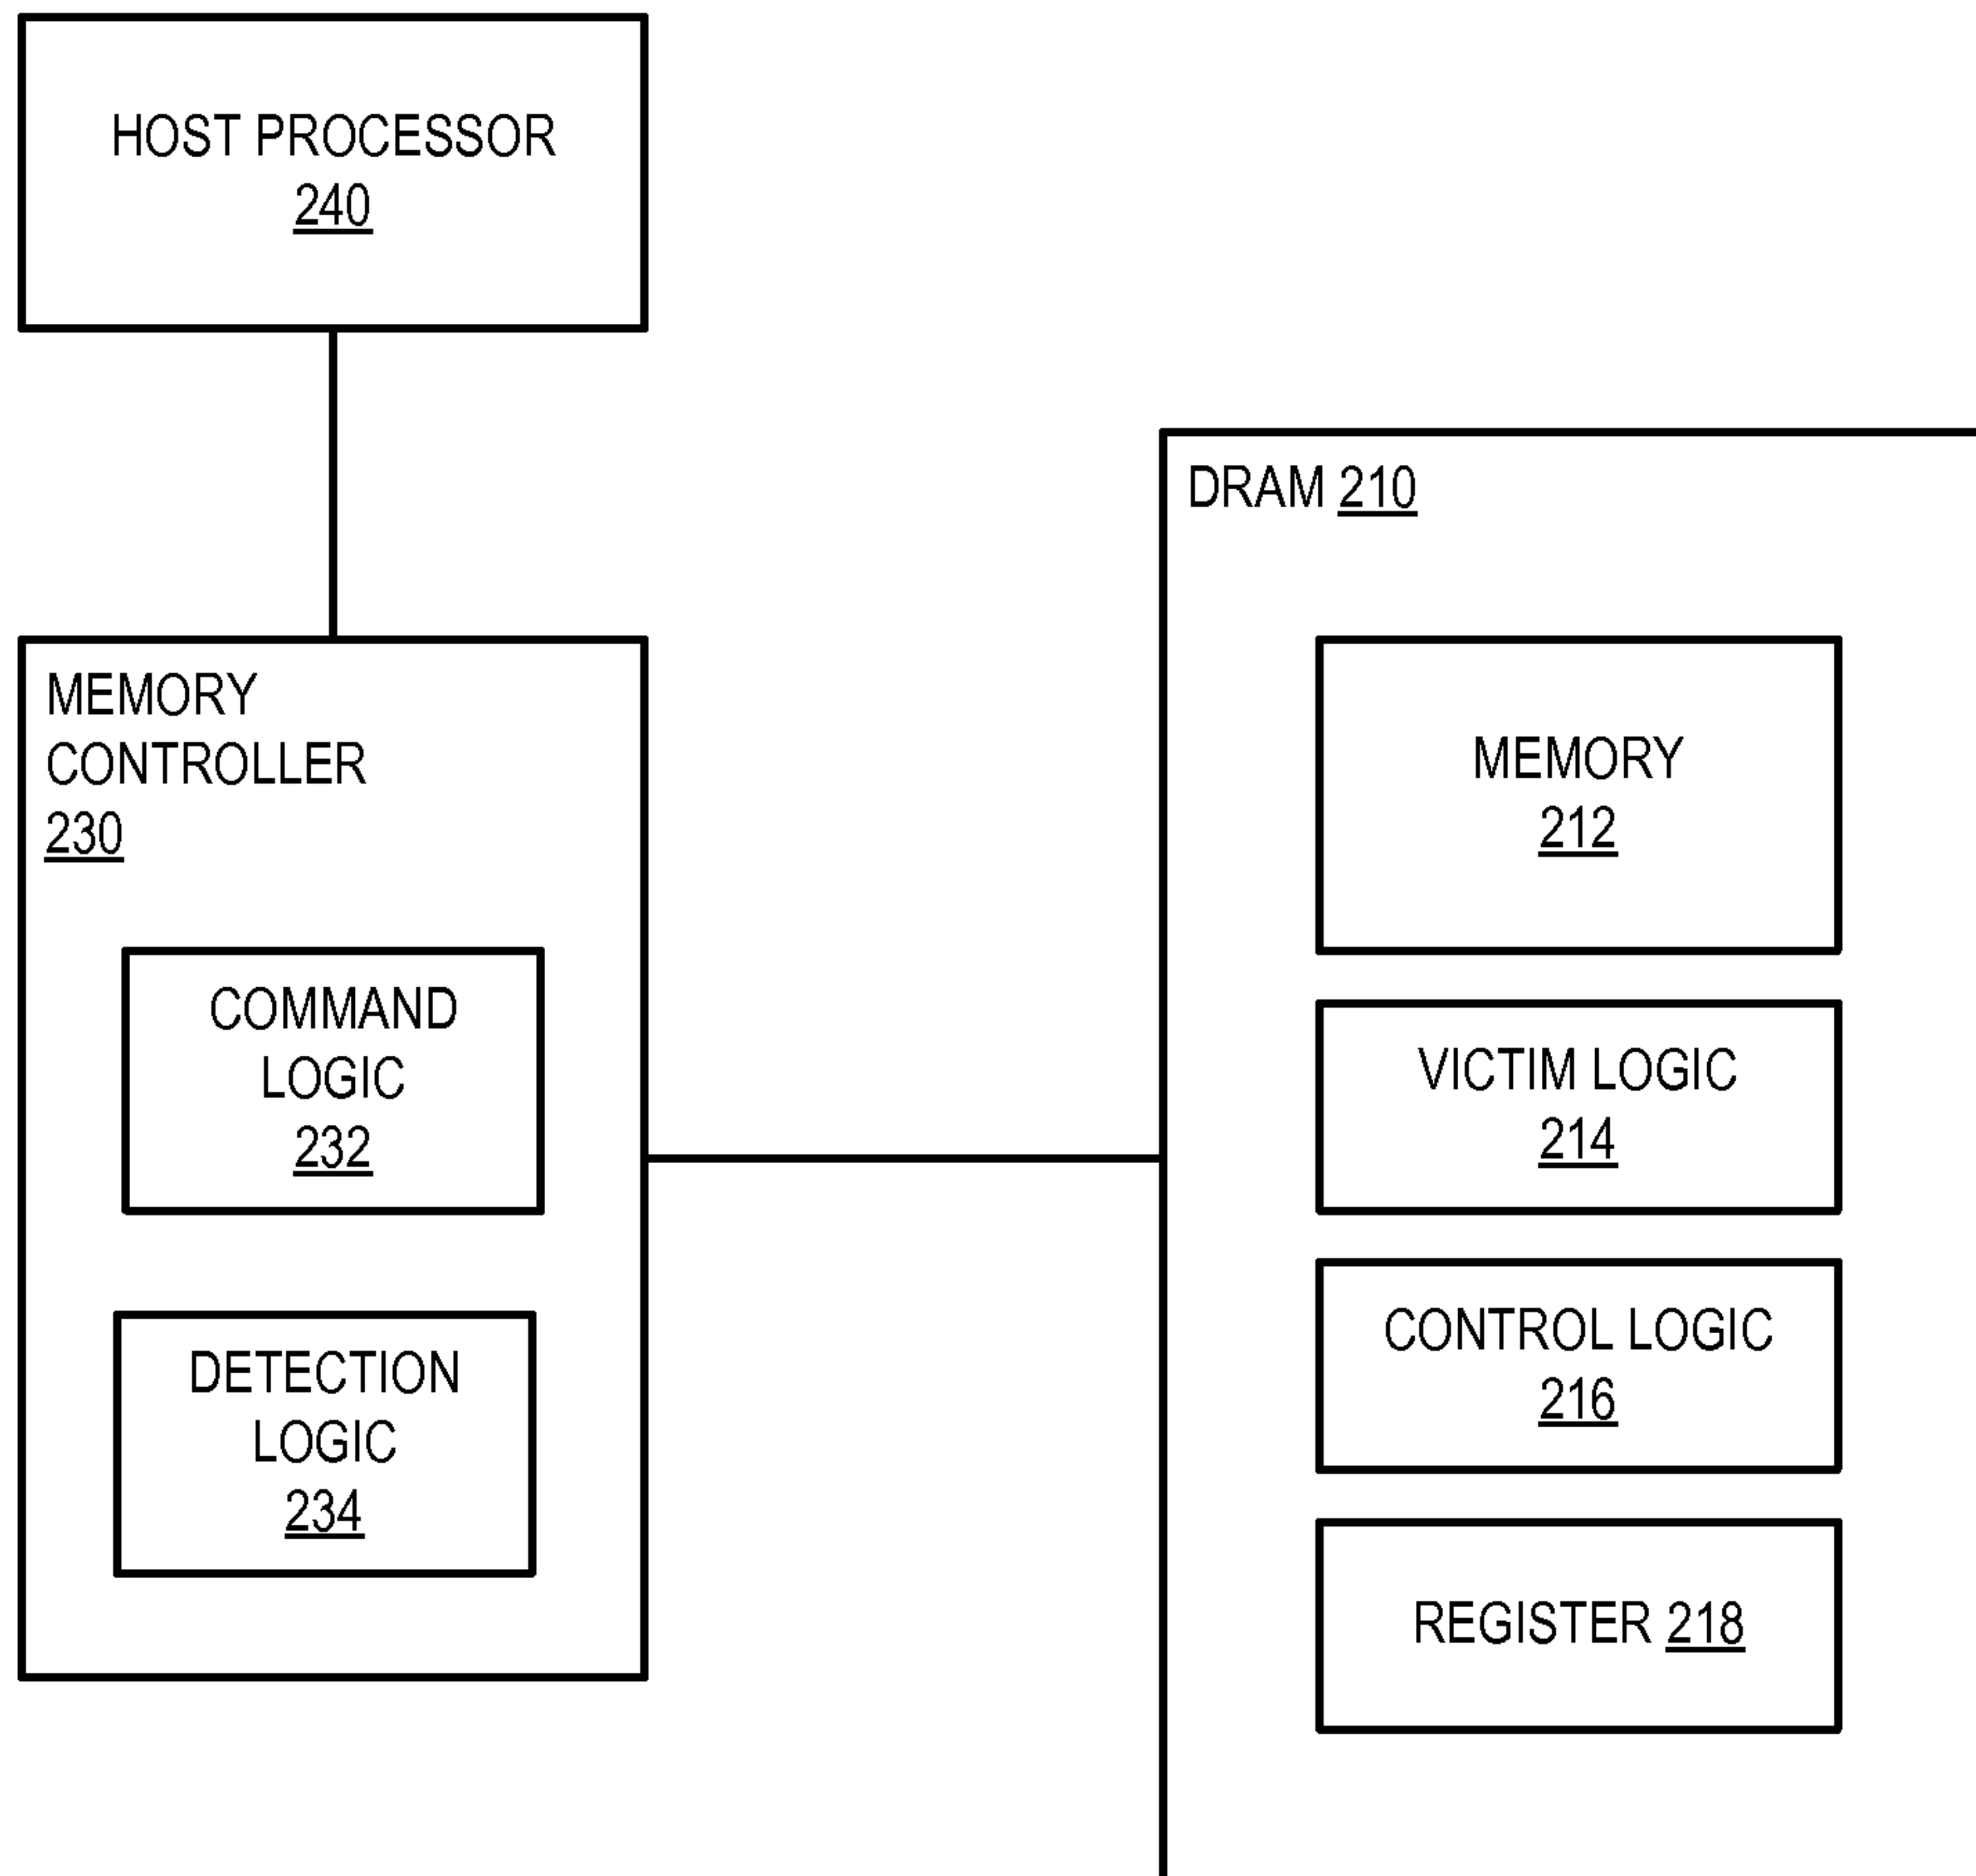 HOST PROCESSOR
240
MEMORY
CONTROLLER
230
COMMAND
LOGIC
232
DETECTION
LOGIC
234
DRAM 210
MEMORY
212
VICTIM LOGIC
214
CONTROL LOGIC
216
REGISTER 218